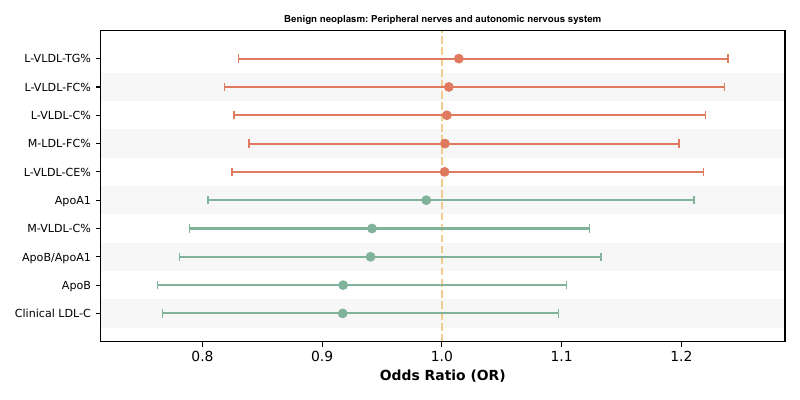 Benign neoplasm: Peripheral nerves and autonomic nervous system
L-VLDL-TG%
L-VLDL-FC%
L-VLDL-C%
M-LDL-FC%
L-VLDL-CE%
ApoA1
M-VLDL-C%
ApoB/ApoA1
ApoB
Clinical LDL-C
0.8 0.9 1.0 1.1 1.2
Odds Ratio (OR)